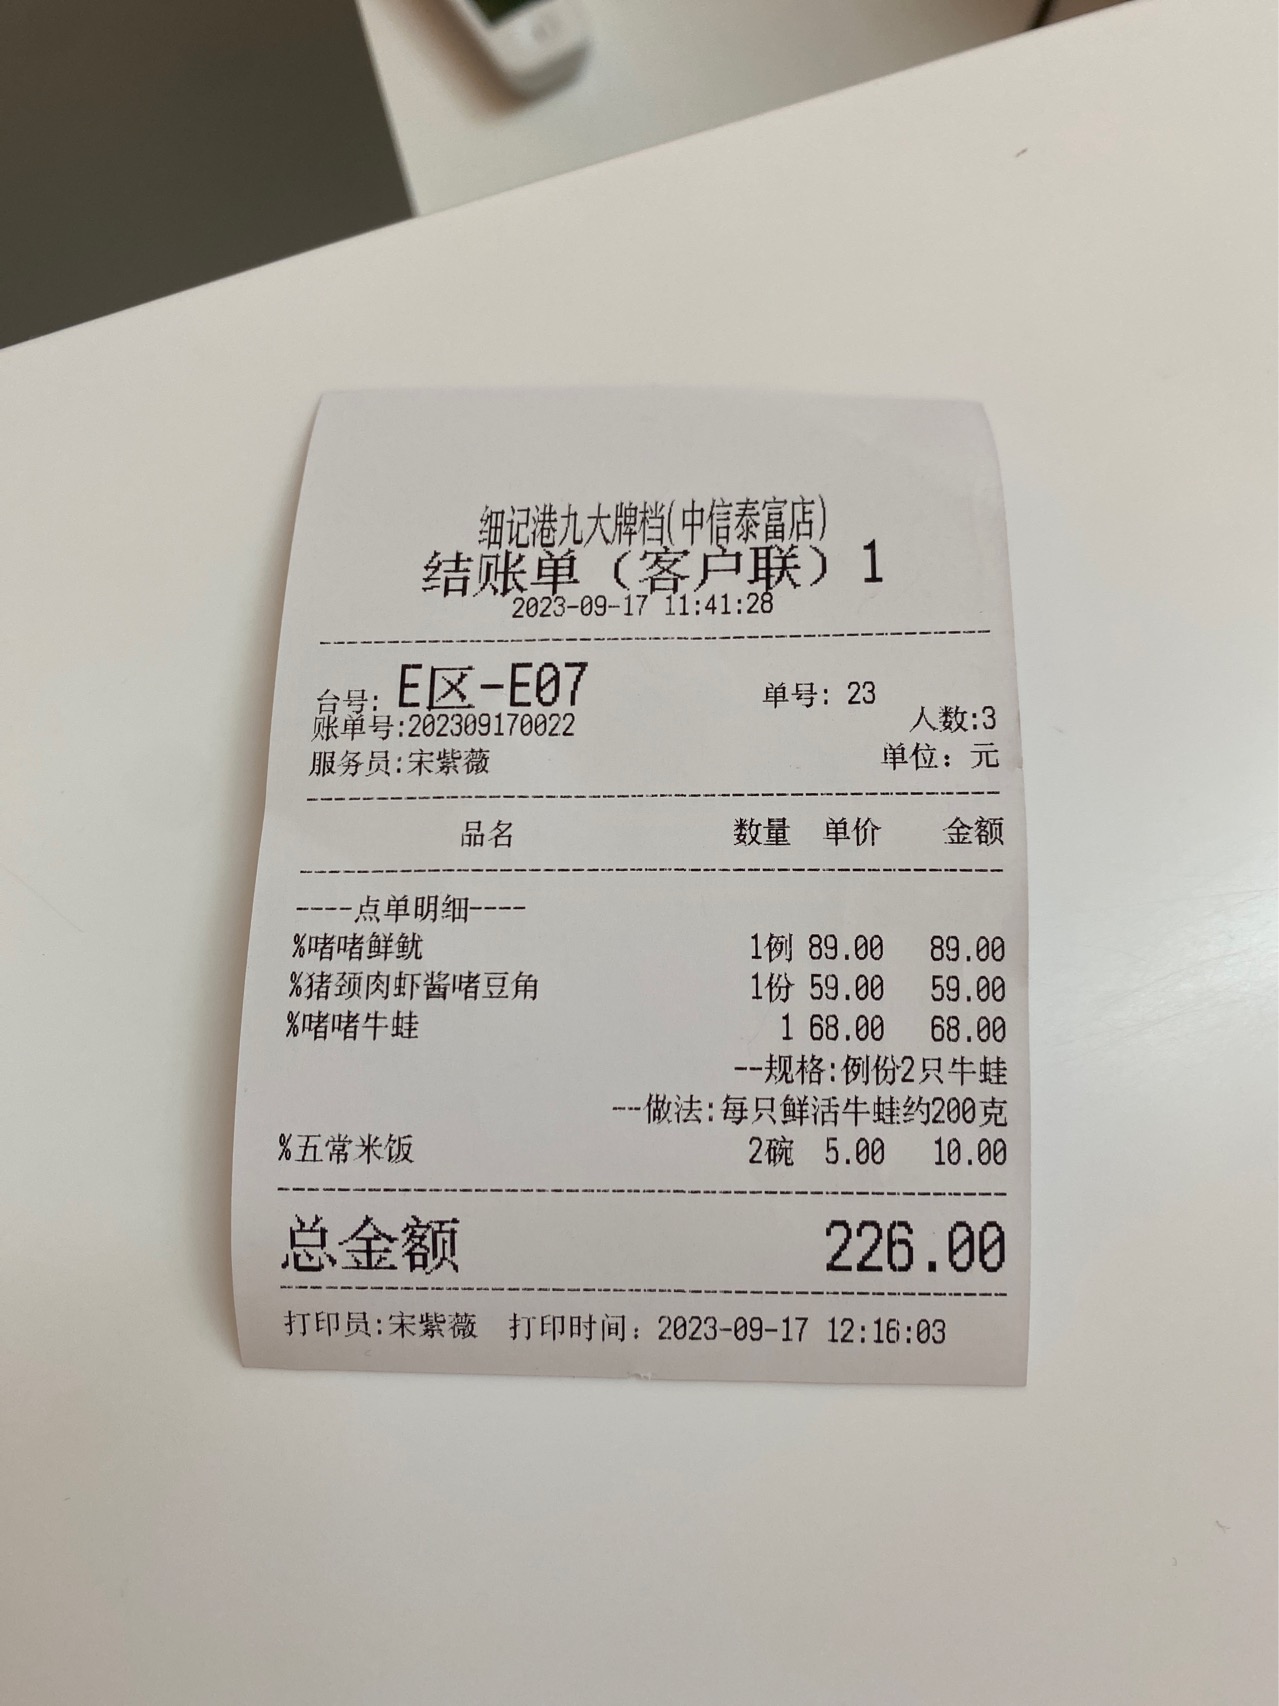 细记港九大牌档(中信泰富店)
结账单（客户联）1
2023-09-17 11:41:28
台号: E区-E07 单号: 23
账单号:202309170022 人数:3
服务员:宋紫薇 单位：元
品名 数量 单价 金额
----点单明细----
%啫啫鲜鱿 1例 89.00 89.00
%猪颈肉虾酱啫豆角 1份 59.00 59.00
%啫啫牛蛙 1 68.00 68.00
--规格:例份2只牛蛙
--做法:每只鲜活牛蛙约200克
%五常米饭 2碗 5.00 10.00
总金额 226.00
打印员:宋紫薇 打印时间：2023-09-17 12:16:03